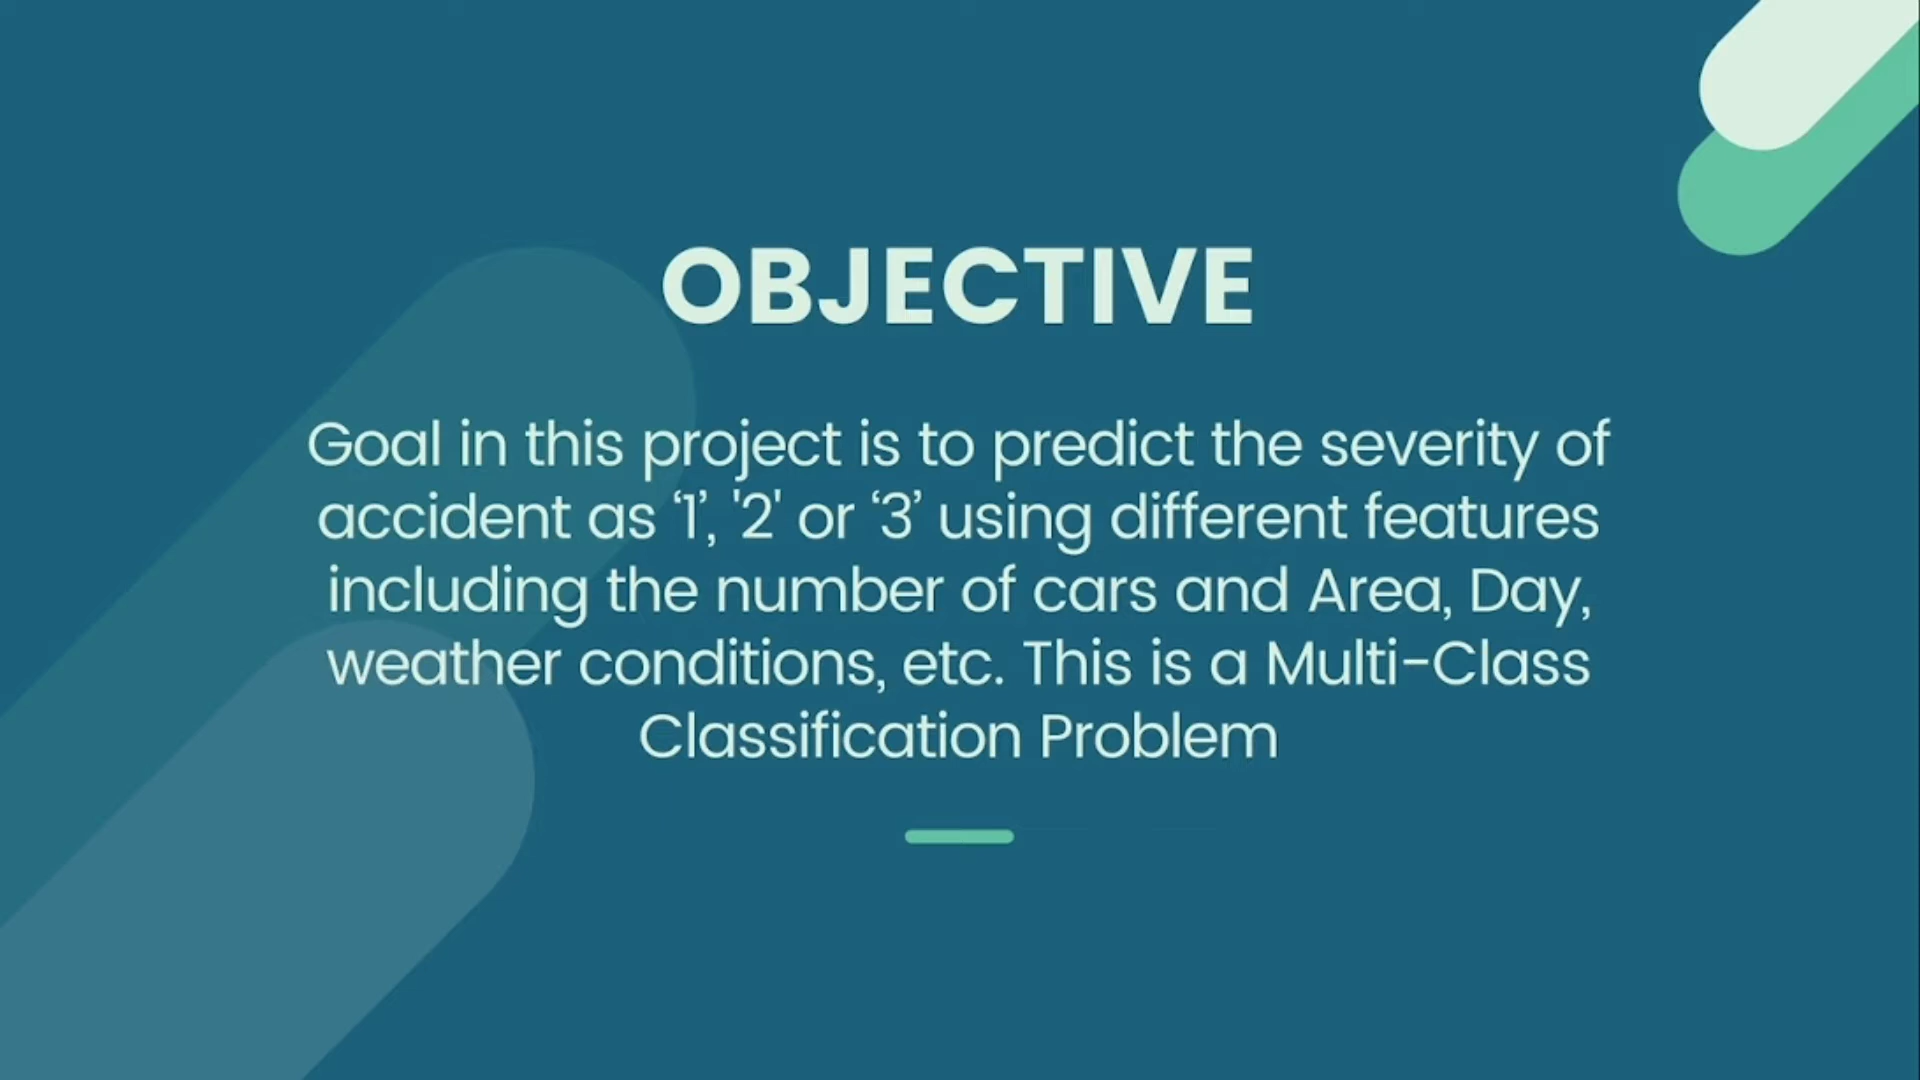 OBJECTIVE
Goal in this project is to predict the severity of
accident as ‘1’, '2' or ‘3’ using different features
including the number of cars and Area, Day,
weather conditions, etc. This is a Multi-Class
Classification Problem